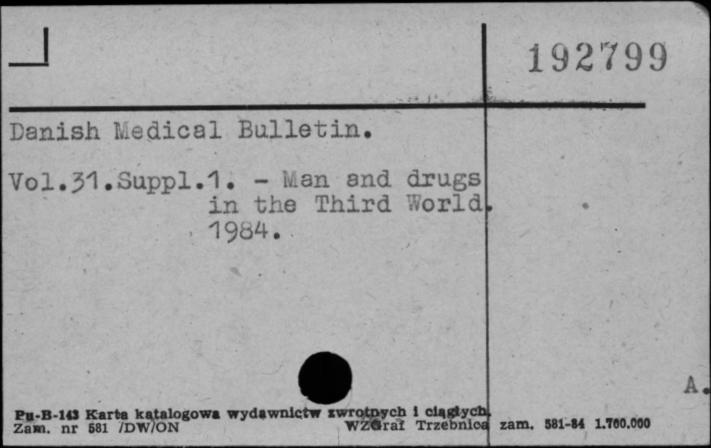 192799
Danish Medical Bulletin.
Vol.31.Suppl.1. - Man and drugs
in the Third World.
1984.
A.
Pu-B-143 Karta katalogowa wydawnictw zwrotnych i ciągłych.
Zam. nr 581 /DW/ON WZGraf Trzebnica zam. 581-84 1.700.000